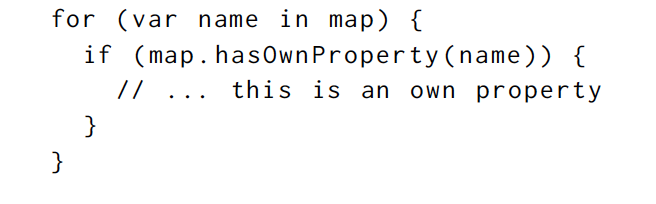 for (var name in map) {
  if (map.hasOwnProperty(name)) {
    // ... this is an own property
  }
}